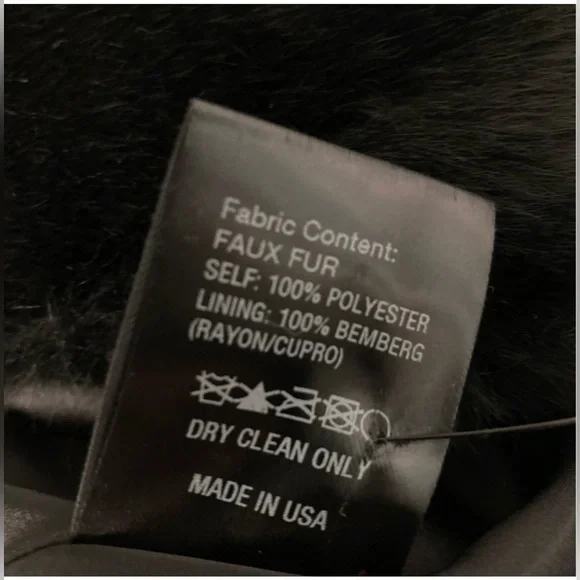 Fabric Content:
FAUX FUR
SELF: 100% POLYESTER
LINING: 100% BEMBERG
(RAYON/CUPRO)
DRY CLEAN ONLY
MADE IN USA